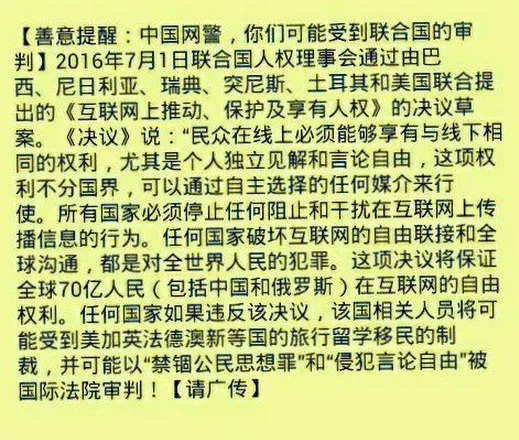 【善意提醒：中国网警，你们可能受到联合国的审
判】2016年7月1日联合国人权理事会通过由巴
西、尼日利亚、瑞典、突尼斯、土耳其和美国联合提
出的《互联网上推动、保护及享有人权》的决议草
案。《决议》说：“民众在线上必须能够享有与线下相
同的权利，尤其是个人独立见解和言论自由，这项权
利不分国界，可以通过自主选择的任何媒介来行
使。所有国家必须停止任何阻止和干扰在互联网上传
播信息的行为。任何国家破坏互联网的自由联接和全
球沟通，都是对全世界人民的犯罪。这项决议将保证
全球70亿人民（包括中国和俄罗斯）在互联网的自由
权利。任何国家如果违反该决议，该国相关人员将可
能受到美加英法德澳新等国的旅行留学移民的制
裁，并可能以“禁锢公民思想罪”和“侵犯言论自由”被
国际法院审判！【请广传】